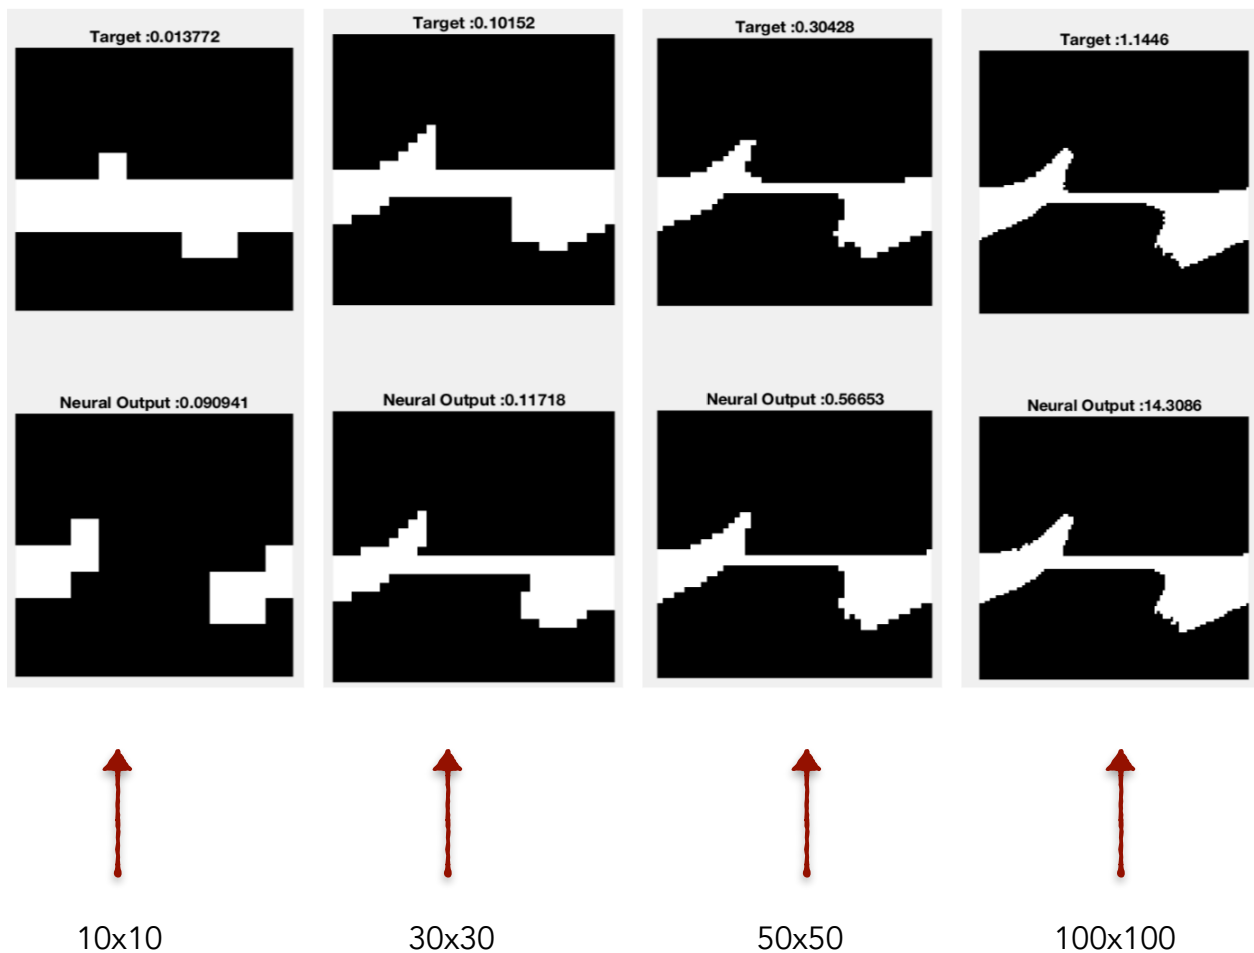 Target :0.013772
Target :0.10152
Target :0.30428
Target :1.1446
Neural Output :0.090941
Neural Output :0.11718
Neural Output :0.56653
Neural Output :14.3086
10x10
30x30
50x50
100x100